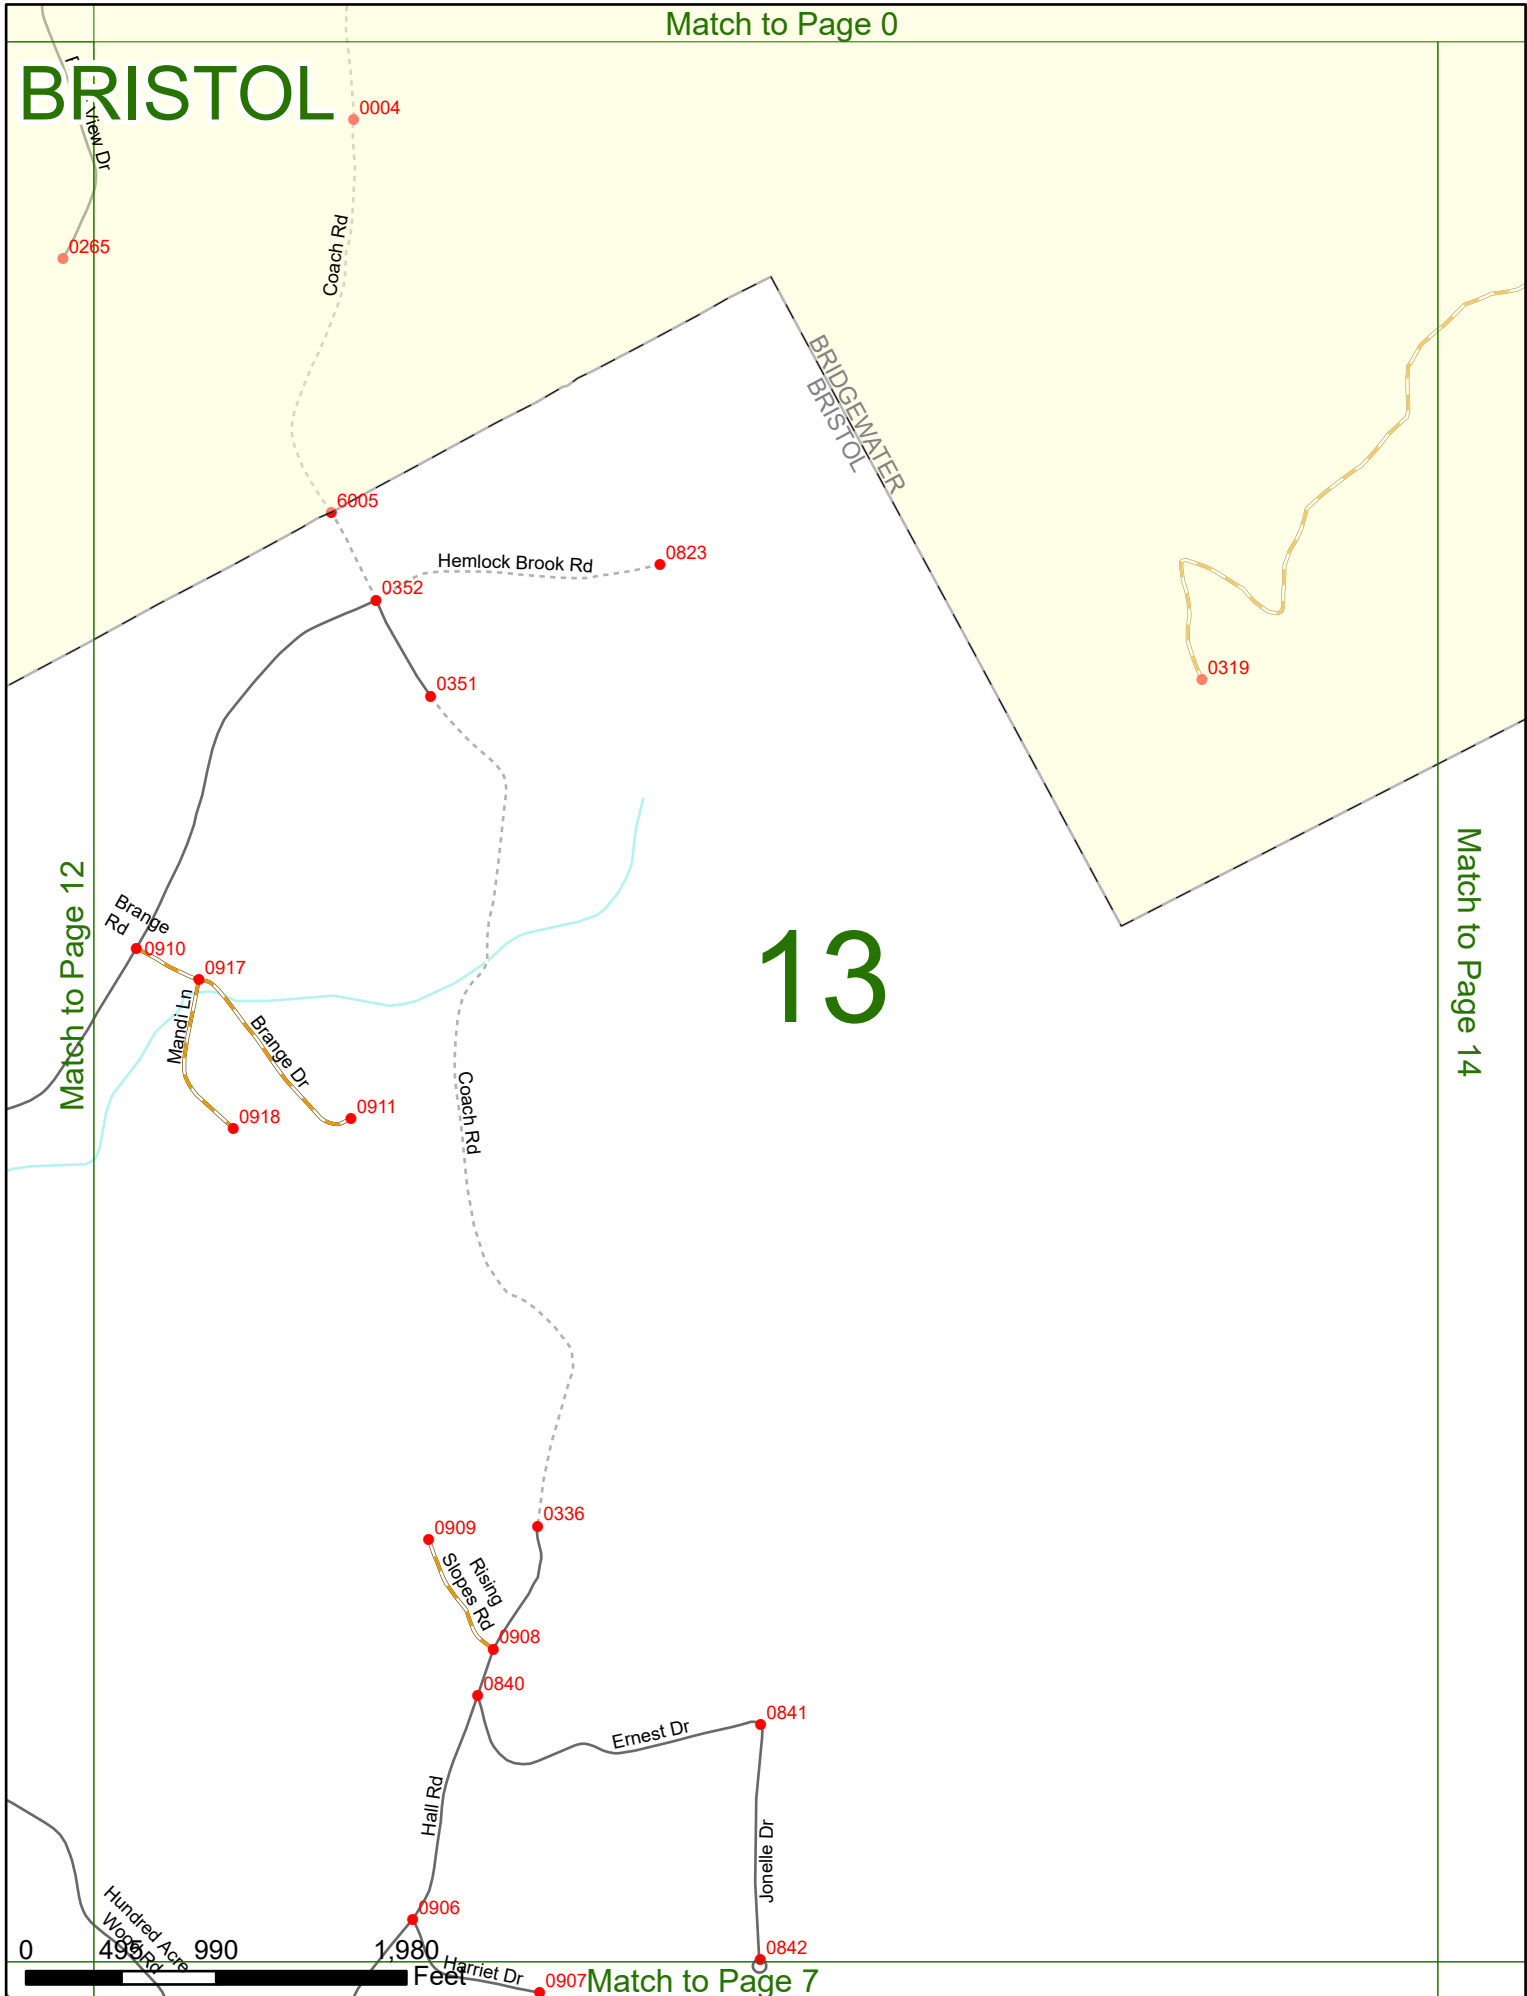 Match to Page 0
BRISTOL
View Dr
0004
Coach Rd
0265
BRIDGEWATER
BRISTOL
6005
Hemlock Brook Rd
0823
0352
0319
0351
Match to Page 12
Match to Page 14
Brange
Rd
0910
0917
13
Mandi Ln
Brange Dr
0918
0911
Coach Rd
0336
0909
Rising
Slopes Rd
0908
0840
0841
Ernest Dr
Hall Rd
Jonelle Dr
Hundred Acre
Wood Rd
0906
0842
0 495 990 1,980
Feet
Harriet Dr
0907
Match to Page 7